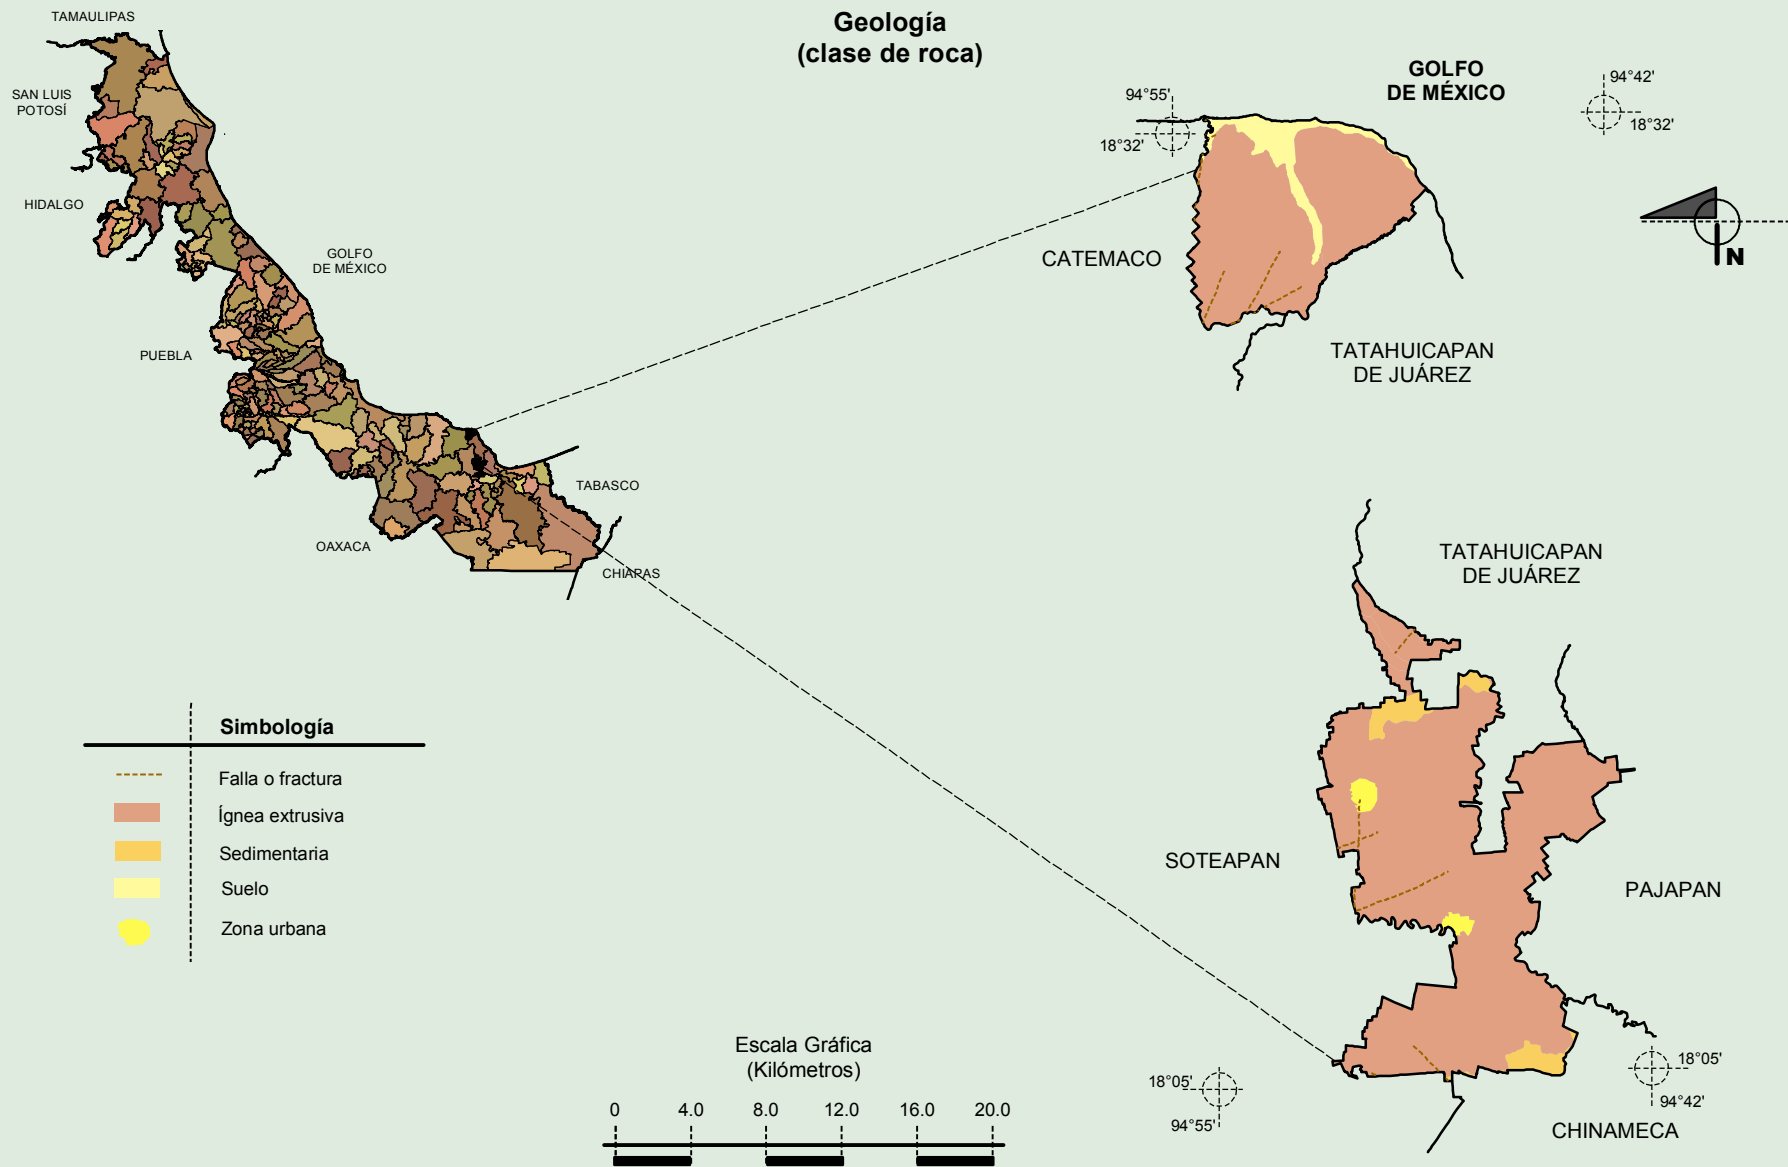 Geología
(clase de roca)
TAMAULIPAS
SAN LUIS
POTOSÍ
HIDALGO
GOLFO
DE MÉXICO
PUEBLA
OAXACA
TABASCO
CHIAPAS
GOLFO
DE MÉXICO
94°55'
18°32'
94°42'
18°32'
N
CATEMACO
TATAHUICAPAN
DE JUÁREZ
TATAHUICAPAN
DE JUÁREZ
SOTEAPAN
PAJAPAN
18°05'
94°55'
18°05'
94°42'
CHINAMECA
Simbología
Falla o fractura
Ígnea extrusiva
Sedimentaria
Suelo
Zona urbana
Escala Gráfica
(Kilómetros)
0 4.0 8.0 12.0 16.0 20.0